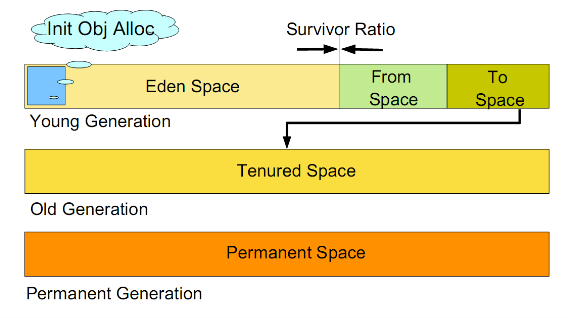 Init Obj Alloc
Survivor Ratio
Eden Space
From
Space
To
Space
Young Generation
Tenured Space
Old Generation
Permanent Space
Permanent Generation